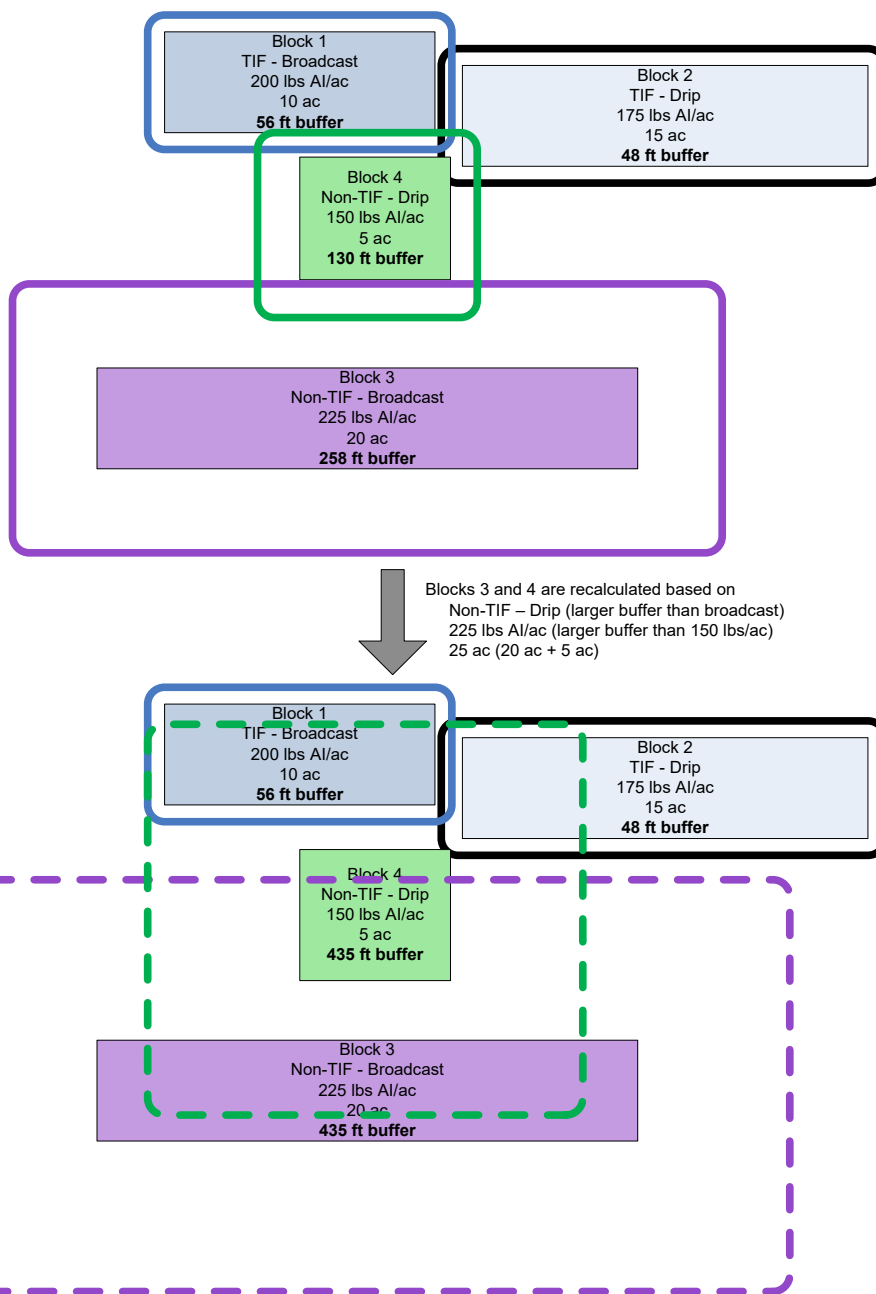 Block 1
TIF - Broadcast
200 lbs AI/ac
10 ac
56 ft buffer
Block 2
TIF - Drip
175 lbs AI/ac
15 ac
48 ft buffer
Block 4
Non-TIF - Drip
150 lbs AI/ac
5 ac
130 ft buffer
Block 3
Non-TIF - Broadcast
225 lbs AI/ac
20 ac
258 ft buffer
Blocks 3 and 4 are recalculated based on
Non-TIF – Drip (larger buffer than broadcast)
225 lbs AI/ac (larger buffer than 150 lbs/ac)
25 ac (20 ac + 5 ac)
Block 1
TIF - Broadcast
200 lbs AI/ac
10 ac
56 ft buffer
Block 2
TIF - Drip
175 lbs AI/ac
15 ac
48 ft buffer
Block 4
Non-TIF - Drip
150 lbs AI/ac
5 ac
435 ft buffer
Block 3
Non-TIF - Broadcast
225 lbs AI/ac
20 ac
435 ft buffer